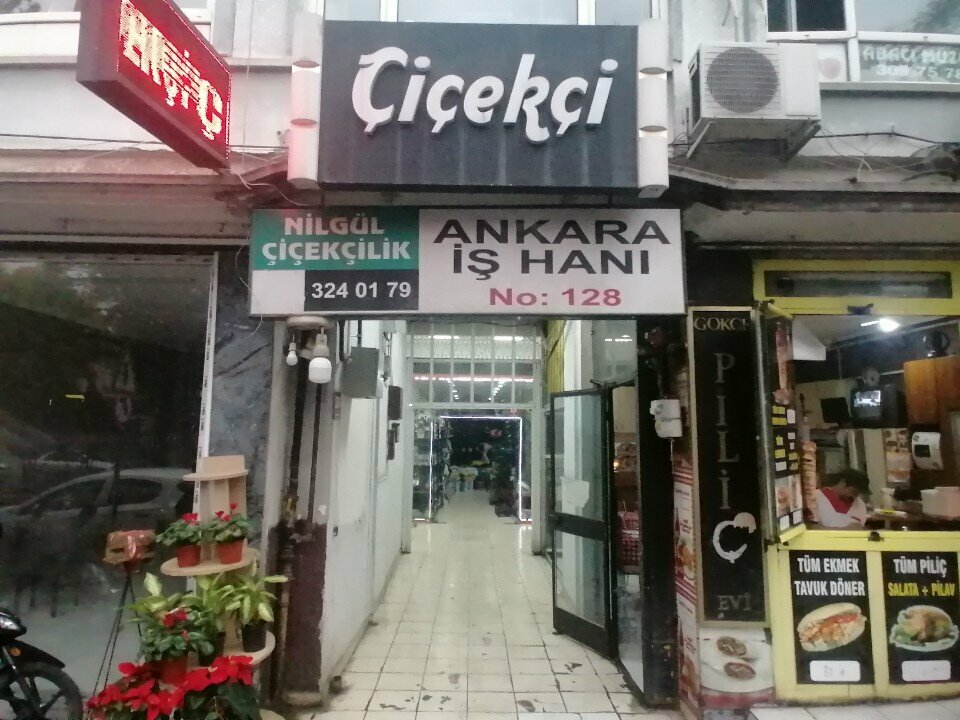 Çiçekçi
NİLGÜL
ÇİÇEKÇİLİK
324 01 79
ANKARA
İŞ HANI
No: 128
GÖKÇE
PİLİÇ
EVİ
TÜM EKMEK
TAVUK DÖNER
TÜM PİLİÇ
SALATA + PİLAV